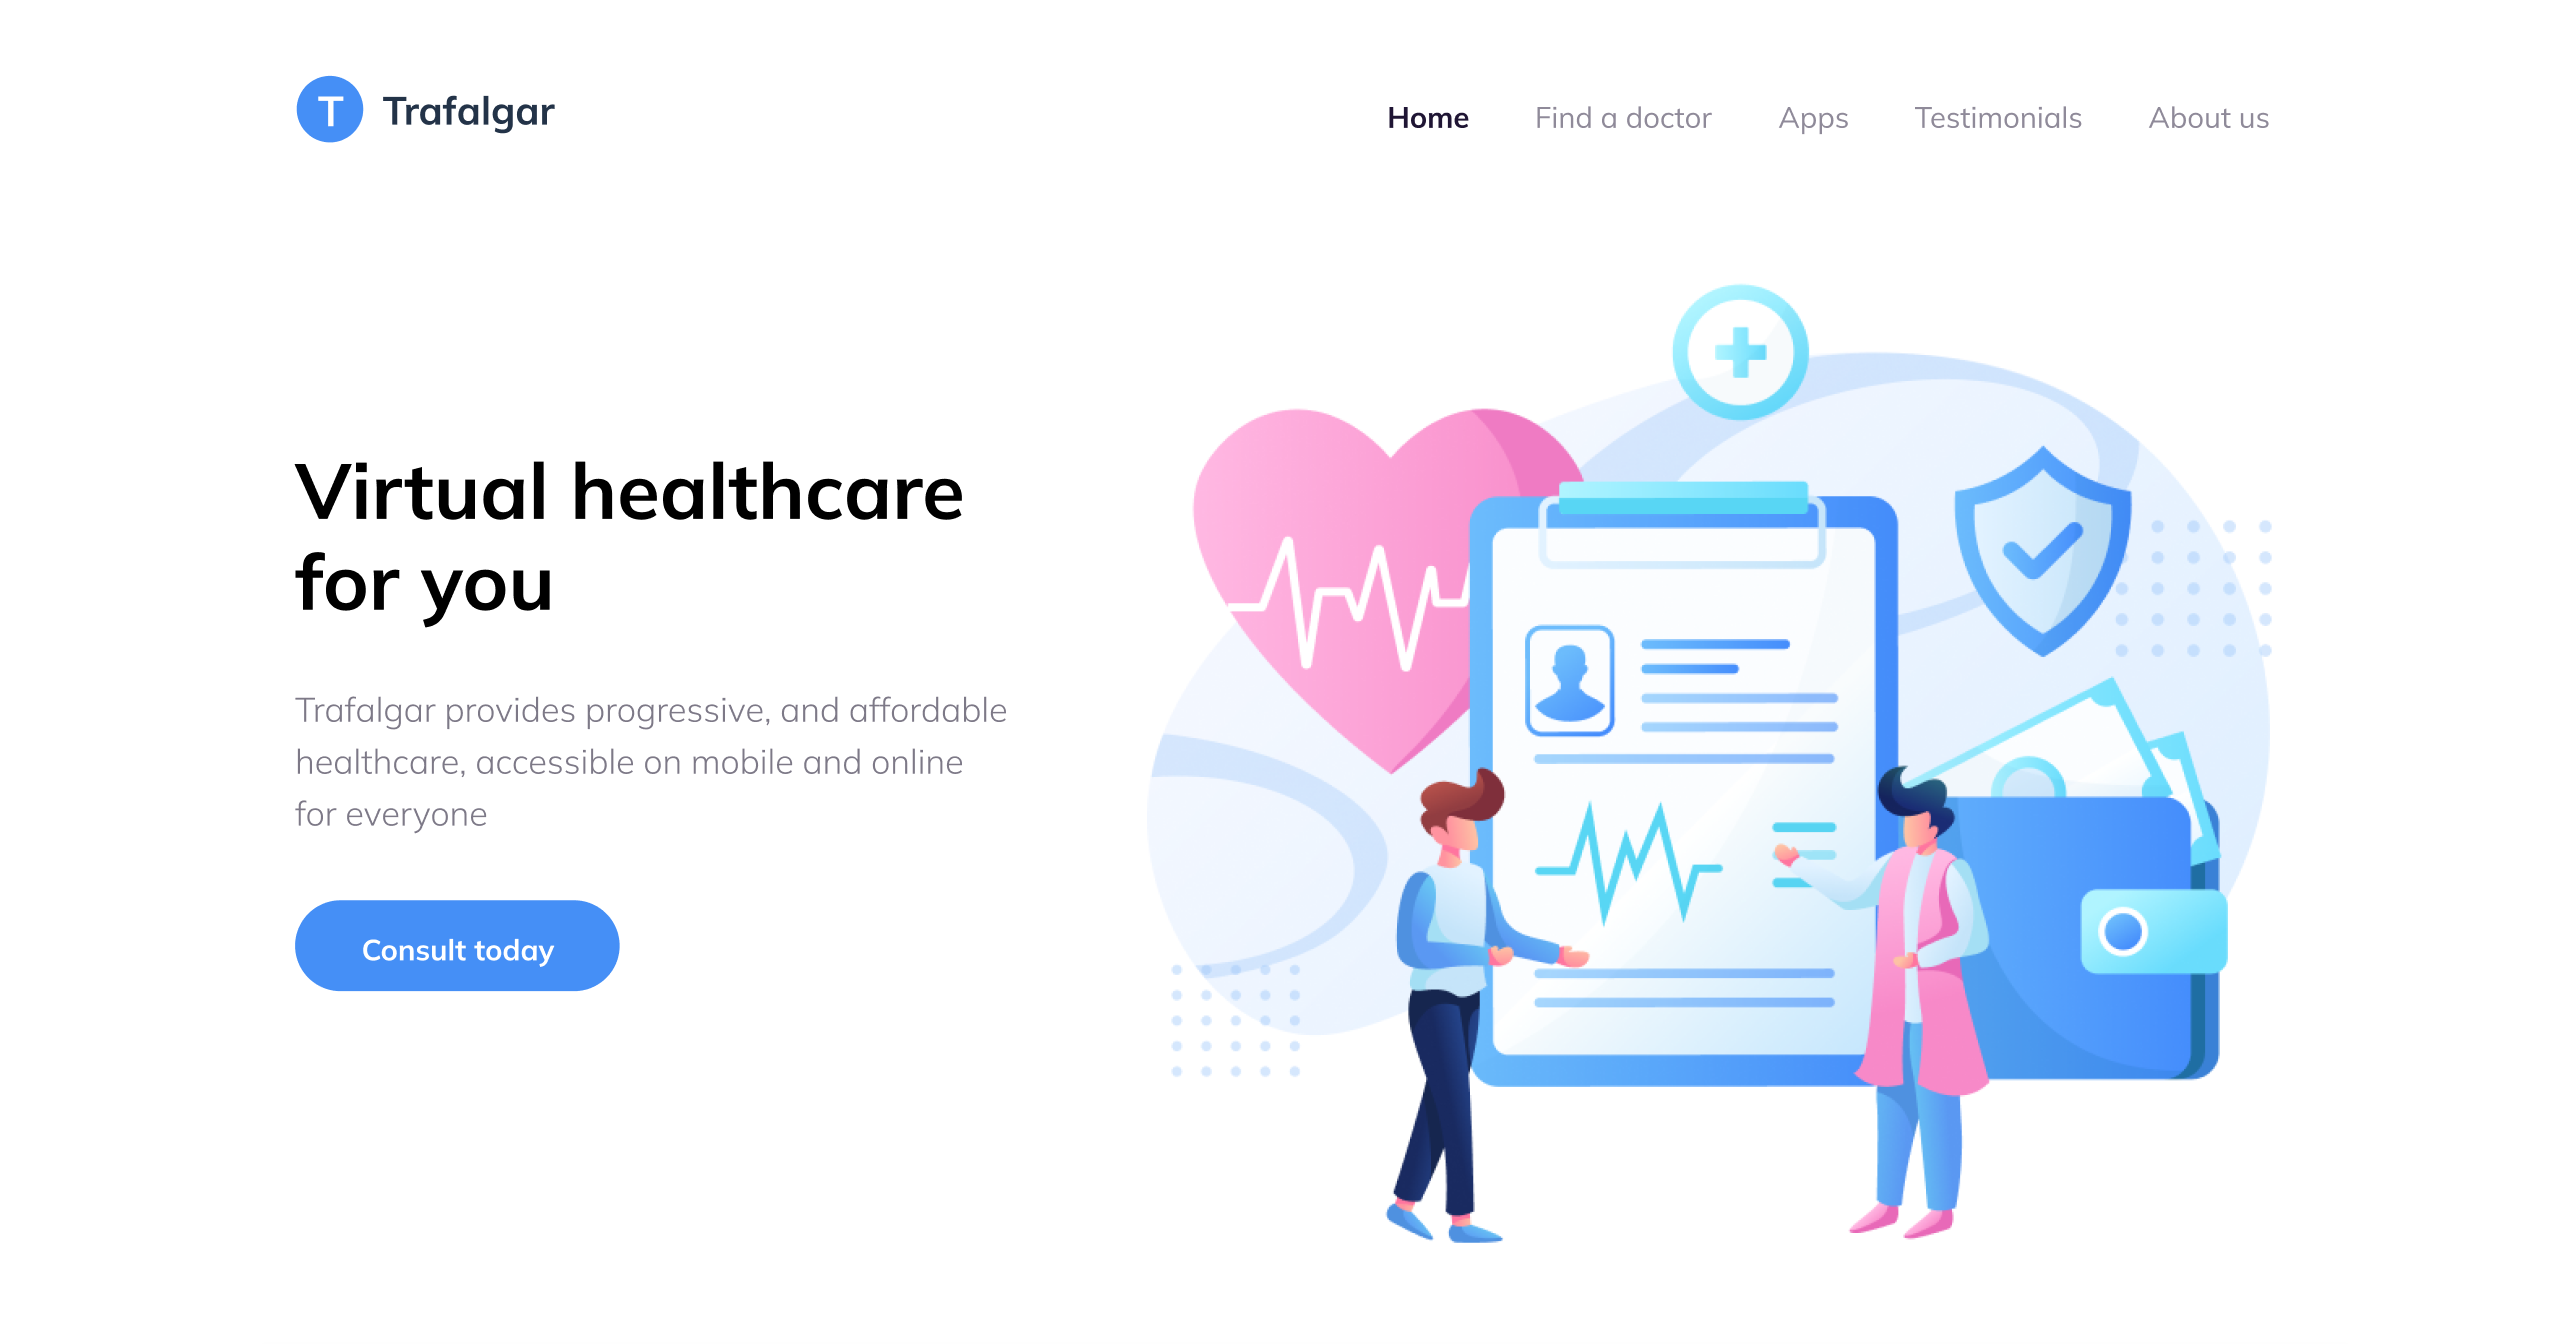 T
Trafalgar
Home
Find a doctor
Apps
Testimonials
About us
Virtual healthcare
for you
Trafalgar provides progressive, and affordable
healthcare, accessible on mobile and online
for everyone
Consult today